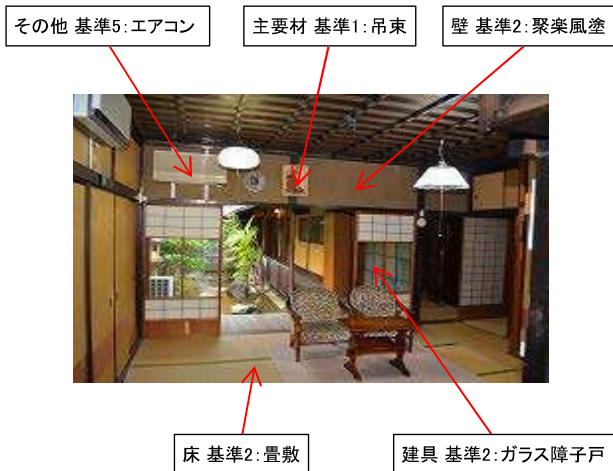 その他 基準5:エアコン
主要材 基準1:吊束
壁 基準2:聚楽風塗
床 基準2:畳敷
建具 基準2:ガラス障子戸